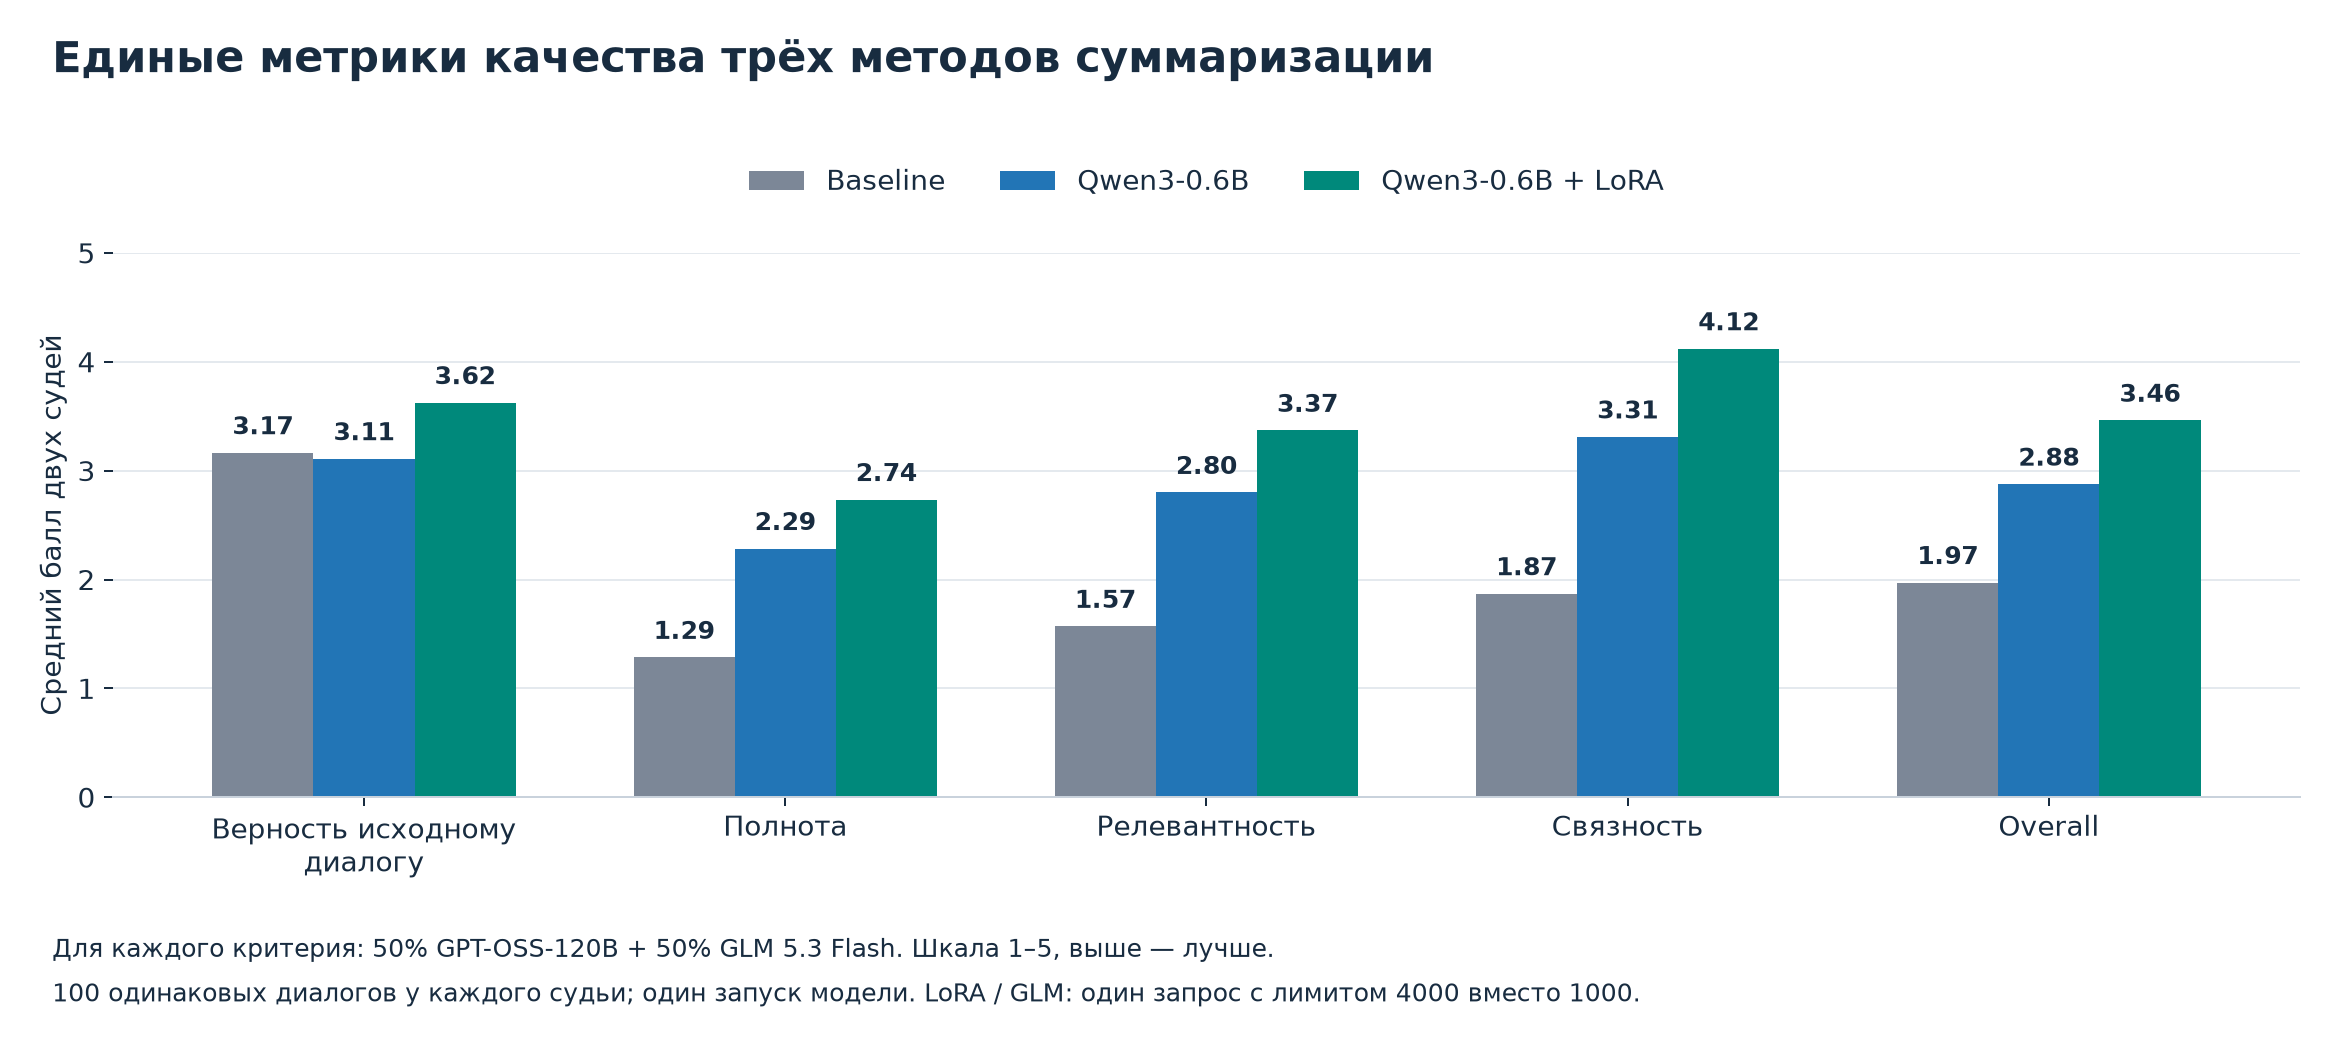 Единые метрики качества трёх методов суммаризации
Baseline
Qwen3-0.6B
Qwen3-0.6B + LoRA
Средний балл двух судей
5
4
3
2
1
0
3.17
3.11
3.62
1.29
2.29
2.74
1.57
2.80
3.37
1.87
3.31
4.12
1.97
2.88
3.46
Верность исходному
диалогу
Полнота
Релевантность
Связность
Overall
Для каждого критерия: 50% GPT-OSS-120B + 50% GLM 5.3 Flash. Шкала 1–5, выше — лучше.
100 одинаковых диалогов у каждого судьи; один запуск модели. LoRA / GLM: один запрос с лимитом 4000 вместо 1000.